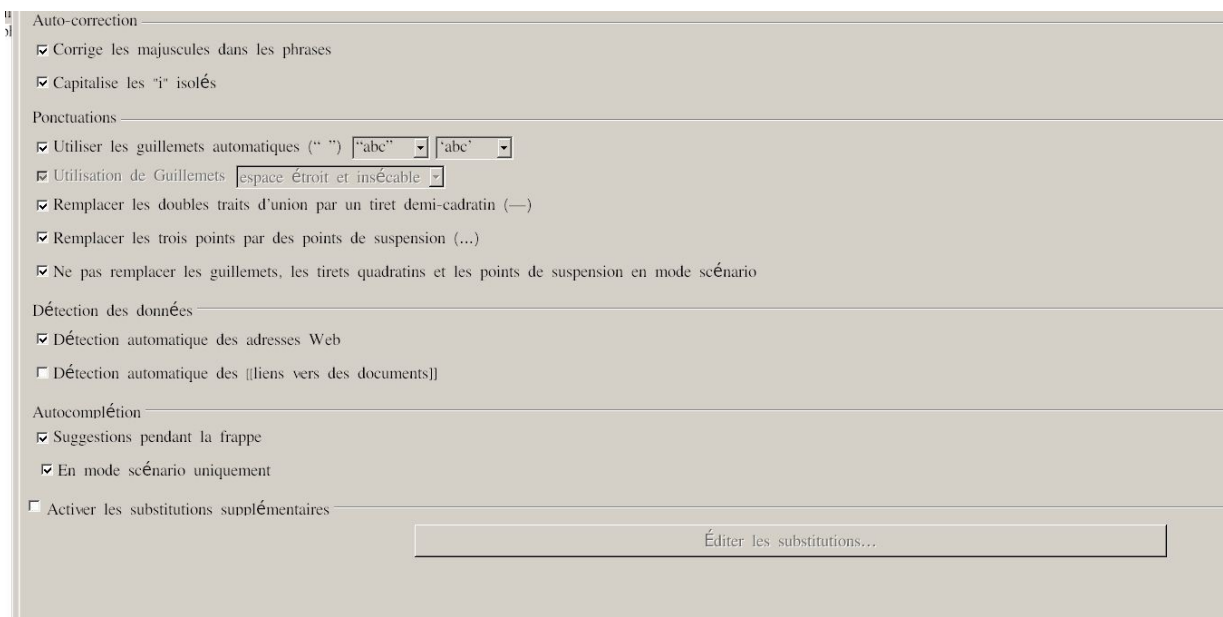 Auto-correction
Corrige les majuscules dans les phrases
Capitalise les "i" isolés
Ponctuations
Utiliser les guillemets automatiques (“ ”) “abc” ‘abc’
Utilisation de Guillemets espace étroit et insécable
Remplacer les doubles traits d'union par un tiret demi-cadratin (—)
Remplacer les trois points par des points de suspension (…)
Ne pas remplacer les guillemets, les tirets quadratins et les points de suspension en mode scénario
Détection des données
Détection automatique des adresses Web
Détection automatique des [[liens vers des documents]]
Autocomplétion
Suggestions pendant la frappe
En mode scénario uniquement
Activer les substitutions supplémentaires
Éditer les substitutions…